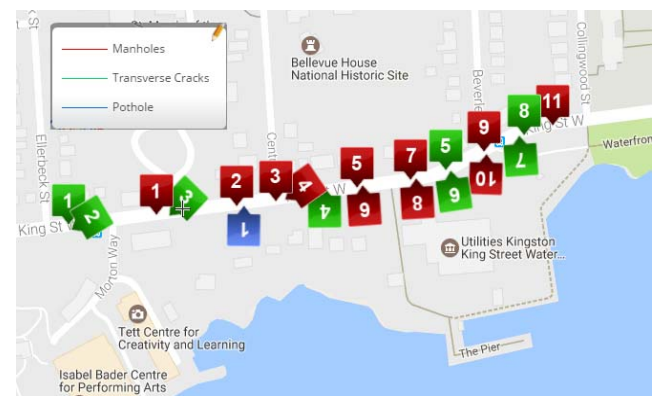 Manholes
Transverse Cracks
Pothole
Bellevue House
National Historic Site
Collingwood St
Ellerbeck St
1
2
1
3
2
1
3
4
4
5
6
7
8
5
6
9
10
8
7
11
King St W
Waterfron
King St W
Morton Way
Utilities Kingston
King Street Water...
Tett Centre for
Creativity and Learning
The Pier
Isabel Bader Centre
for Performing Arts